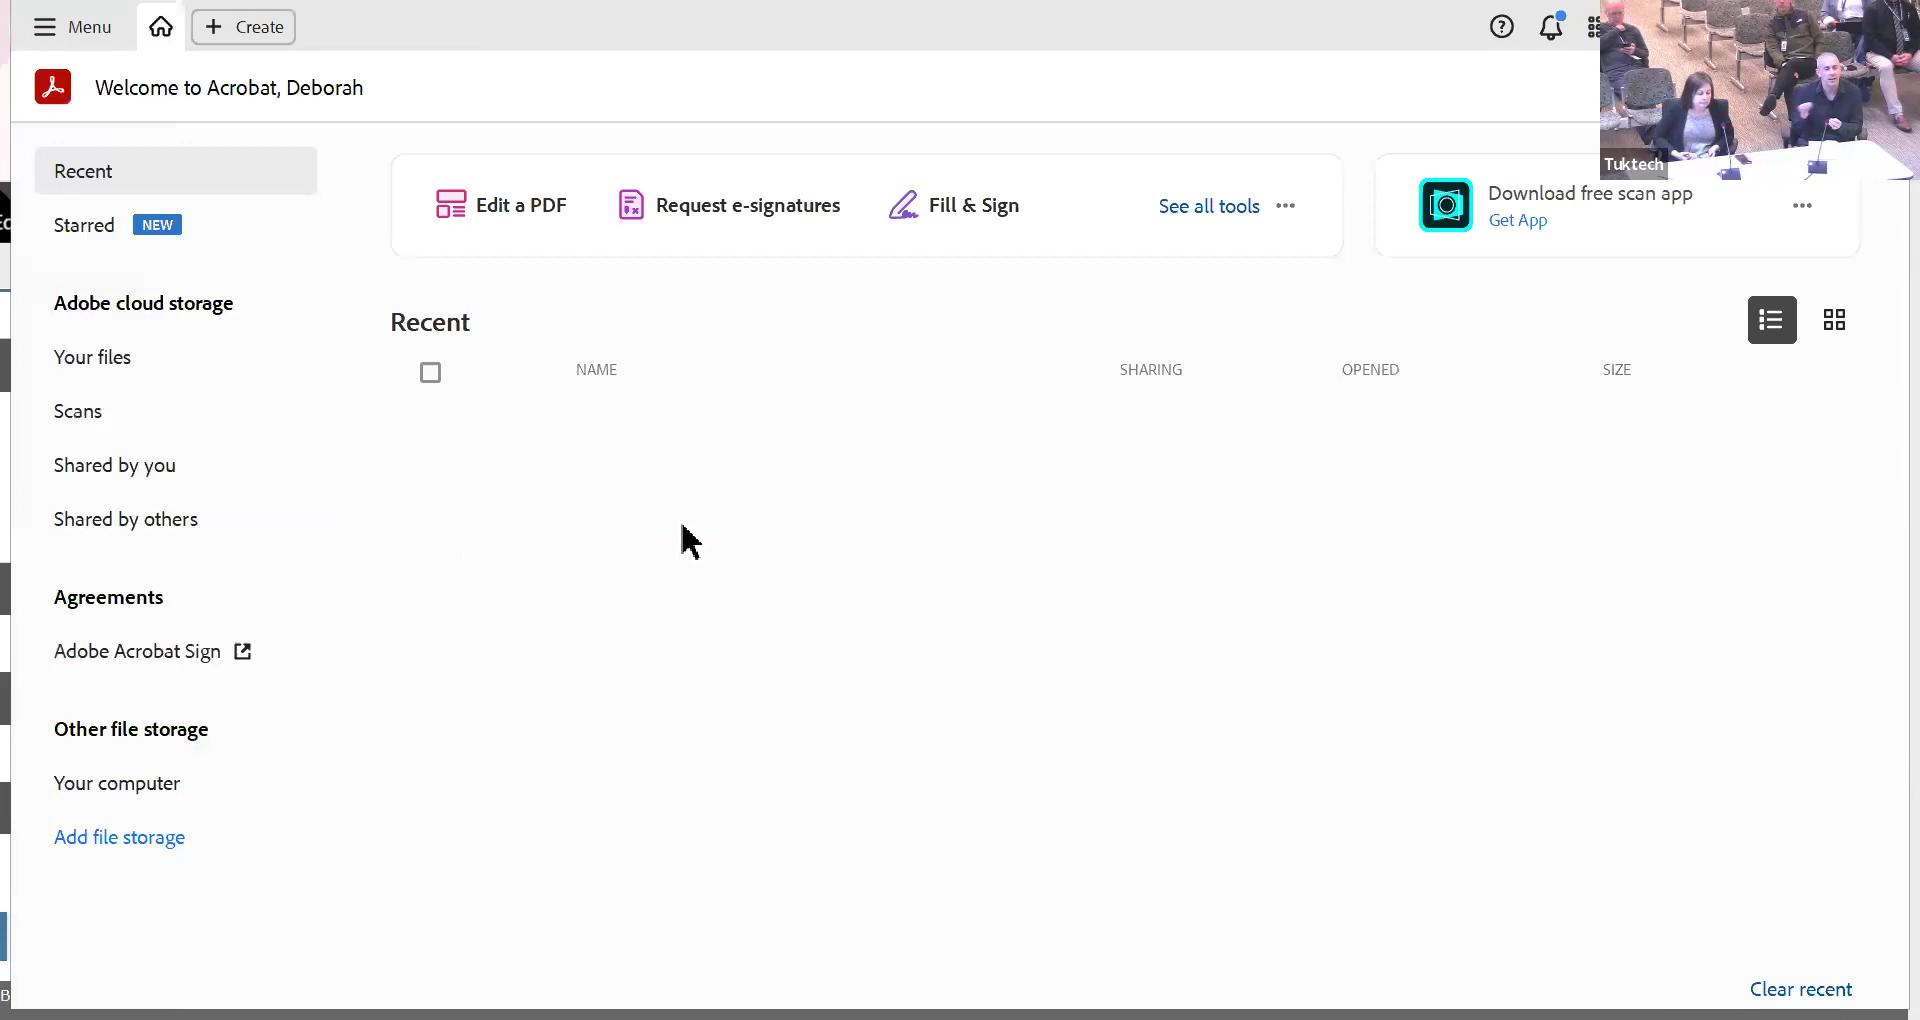 Menu
Create
Welcome to Acrobat, Deborah
Tuktech
Recent
Starred NEW
Edit a PDF
Request e-signatures
Fill & Sign
See all tools
Download free scan app
Get App
Adobe cloud storage
Your files
Scans
Shared by you
Shared by others
Agreements
Adobe Acrobat Sign
Other file storage
Your computer
Add file storage
Recent
NAME SHARING OPENED SIZE
Clear recent